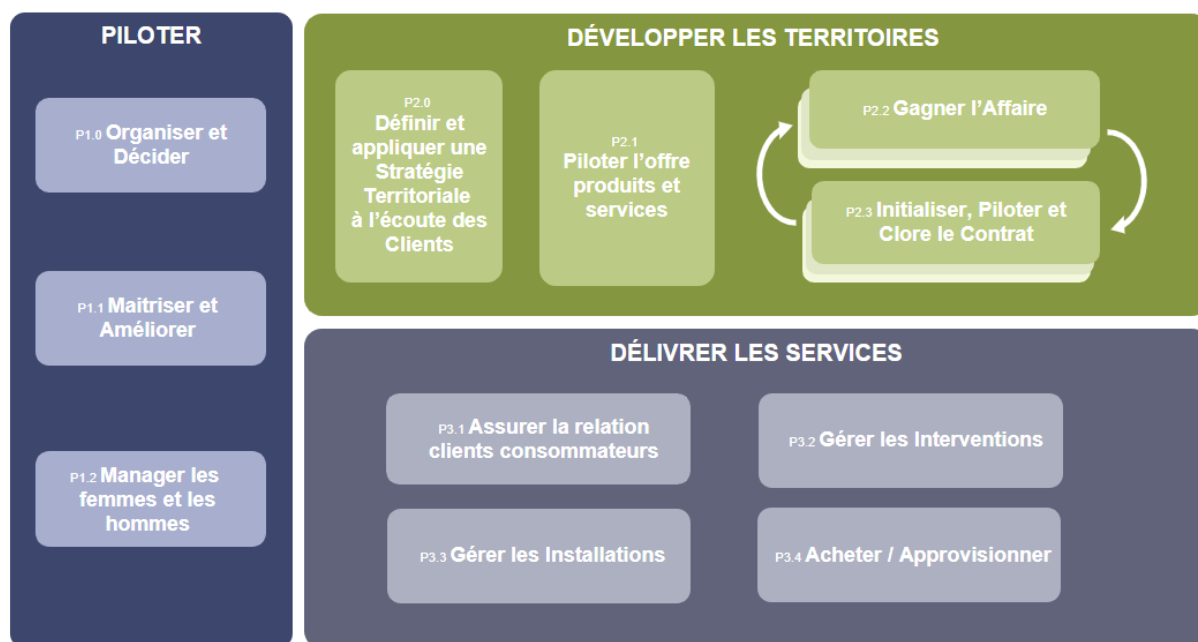 PILOTER
P1.0 Organiser et
Décider
P1.1 Maitriser et
Améliorer
P1.2 Manager les
femmes et les
hommes
DÉVELOPPER LES TERRITOIRES
P2.0
Définir et
appliquer une
Stratégie
Territoriale
à l’écoute des
Clients
P2.1
Piloter l’offre
produits et
services
P2.2 Gagner l’Affaire
P2.3 Initialiser, Piloter et
Clore le Contrat
DÉLIVRER LES SERVICES
P3.1 Assurer la relation
clients consommateurs
P3.2 Gérer les Interventions
P3.3 Gérer les Installations
P3.4 Acheter / Approvisionner